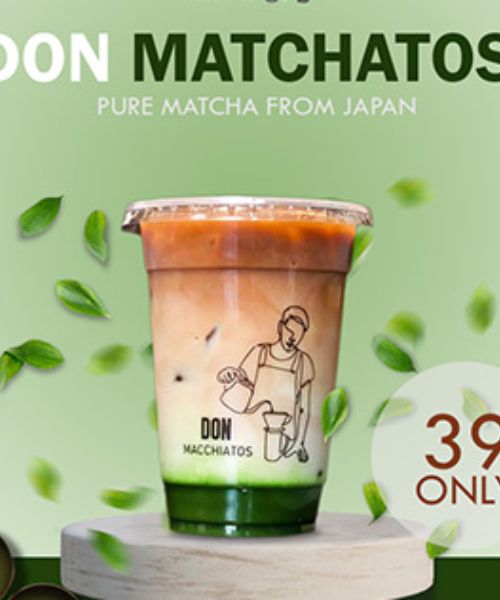 DON MATCHATOS
PURE MATCHA FROM JAPAN
DON
MACCHIATOS
39
ONLY